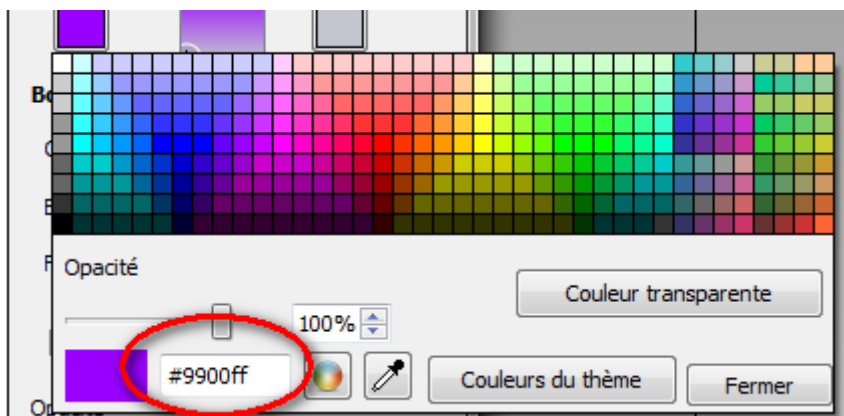 Opacité
Couleur transparente
100%
#9900ff
Couleurs du thème
Fermer